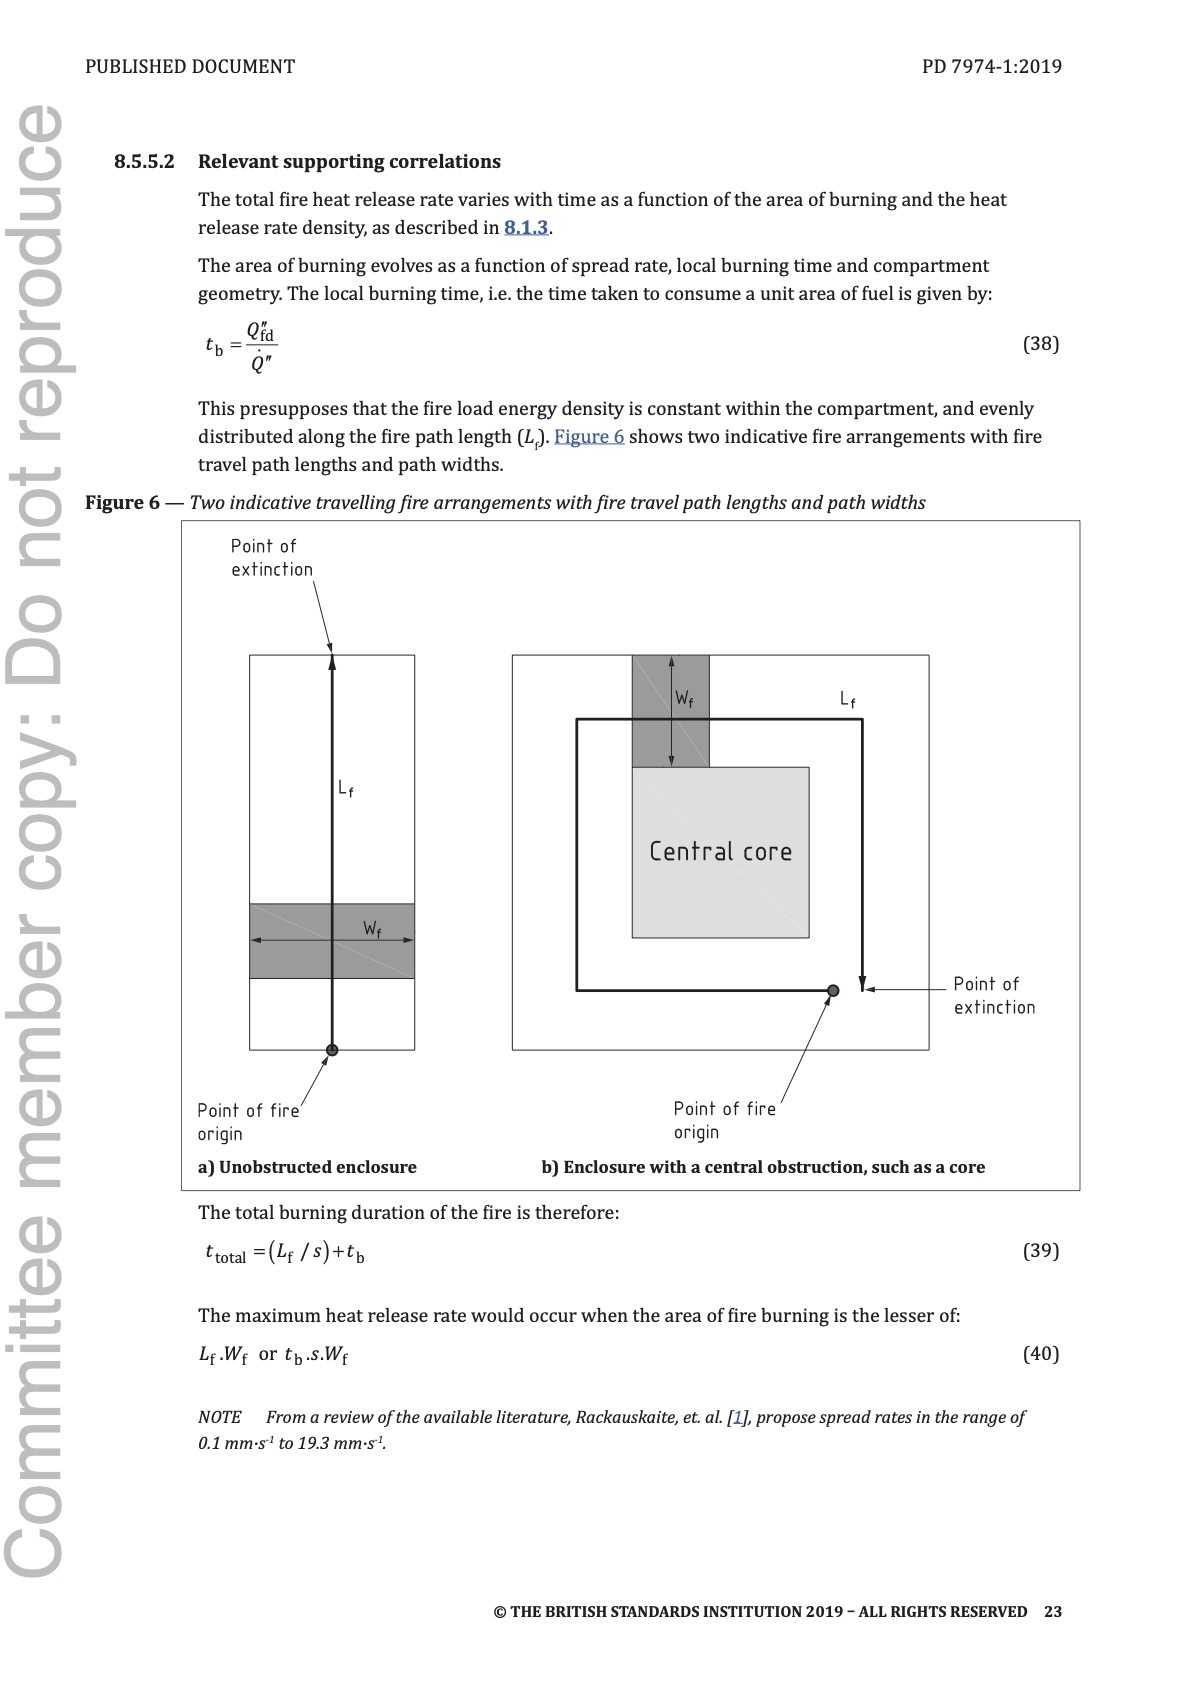 PUBLISHED DOCUMENT
PD 7974-1:2019
Committee member copy: Do not reproduce
8.5.5.2 Relevant supporting correlations
The total fire heat release rate varies with time as a function of the area of burning and the heat
release rate density, as described in 8.1.3.
The area of burning evolves as a function of spread rate, local burning time and compartment
geometry. The local burning time, i.e. the time taken to consume a unit area of fuel is given by:
t_b = Q″_fd / Q̇″ (38)
This presupposes that the fire load energy density is constant within the compartment, and evenly
distributed along the fire path length (L_f). Figure 6 shows two indicative fire arrangements with fire
travel path lengths and path widths.
Figure 6 — Two indicative travelling fire arrangements with fire travel path lengths and path widths
Point of
extinction
L_f
W_f
Point of fire
origin
W_f
L_f
Central core
Point of
extinction
Point of fire
origin
a) Unobstructed enclosure
b) Enclosure with a central obstruction, such as a core
The total burning duration of the fire is therefore:
t_total = (L_f / s) + t_b (39)
The maximum heat release rate would occur when the area of fire burning is the lesser of:
L_f .W_f or t_b .s.W_f (40)
NOTE From a review of the available literature, Rackauskaite, et. al. [1], propose spread rates in the range of
0.1 mm·s⁻¹ to 19.3 mm·s⁻¹.
© THE BRITISH STANDARDS INSTITUTION 2019 – ALL RIGHTS RESERVED 23